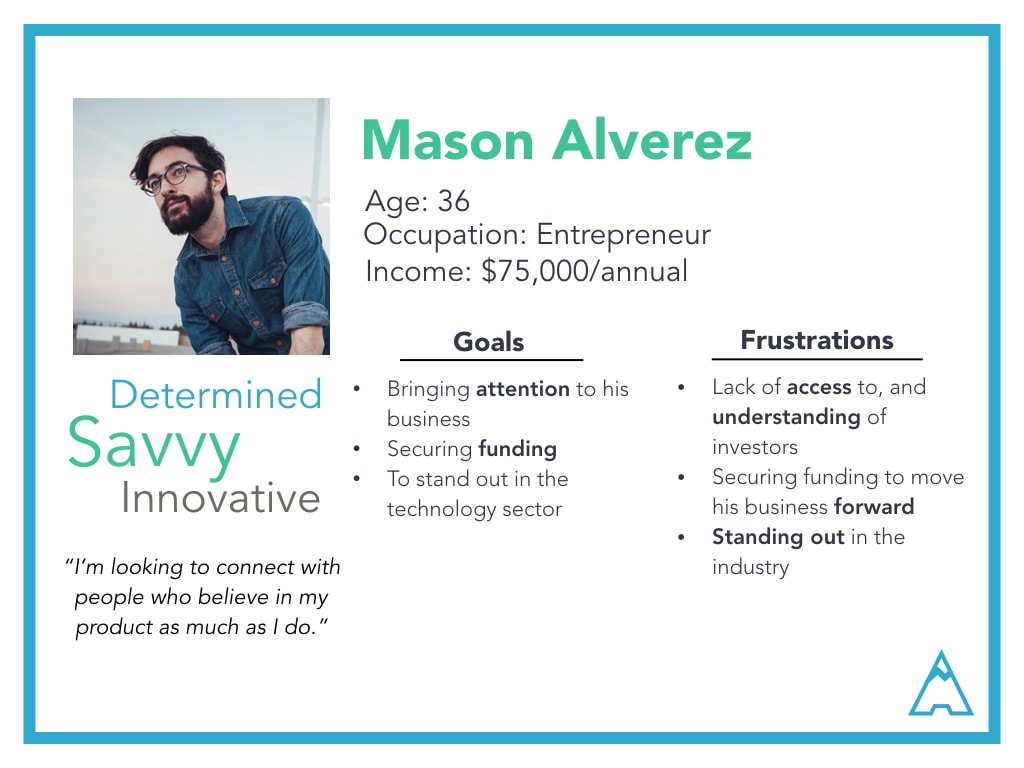 Mason Alverez
Age: 36
Occupation: Entrepreneur
Income: $75,000/annual
Determined
Savvy
Innovative
“I’m looking to connect with
people who believe in my
product as much as I do.”
Goals
• Bringing attention to his
business
• Securing funding
• To stand out in the
technology sector
Frustrations
• Lack of access to, and
understanding of
investors
• Securing funding to move
his business forward
• Standing out in the
industry